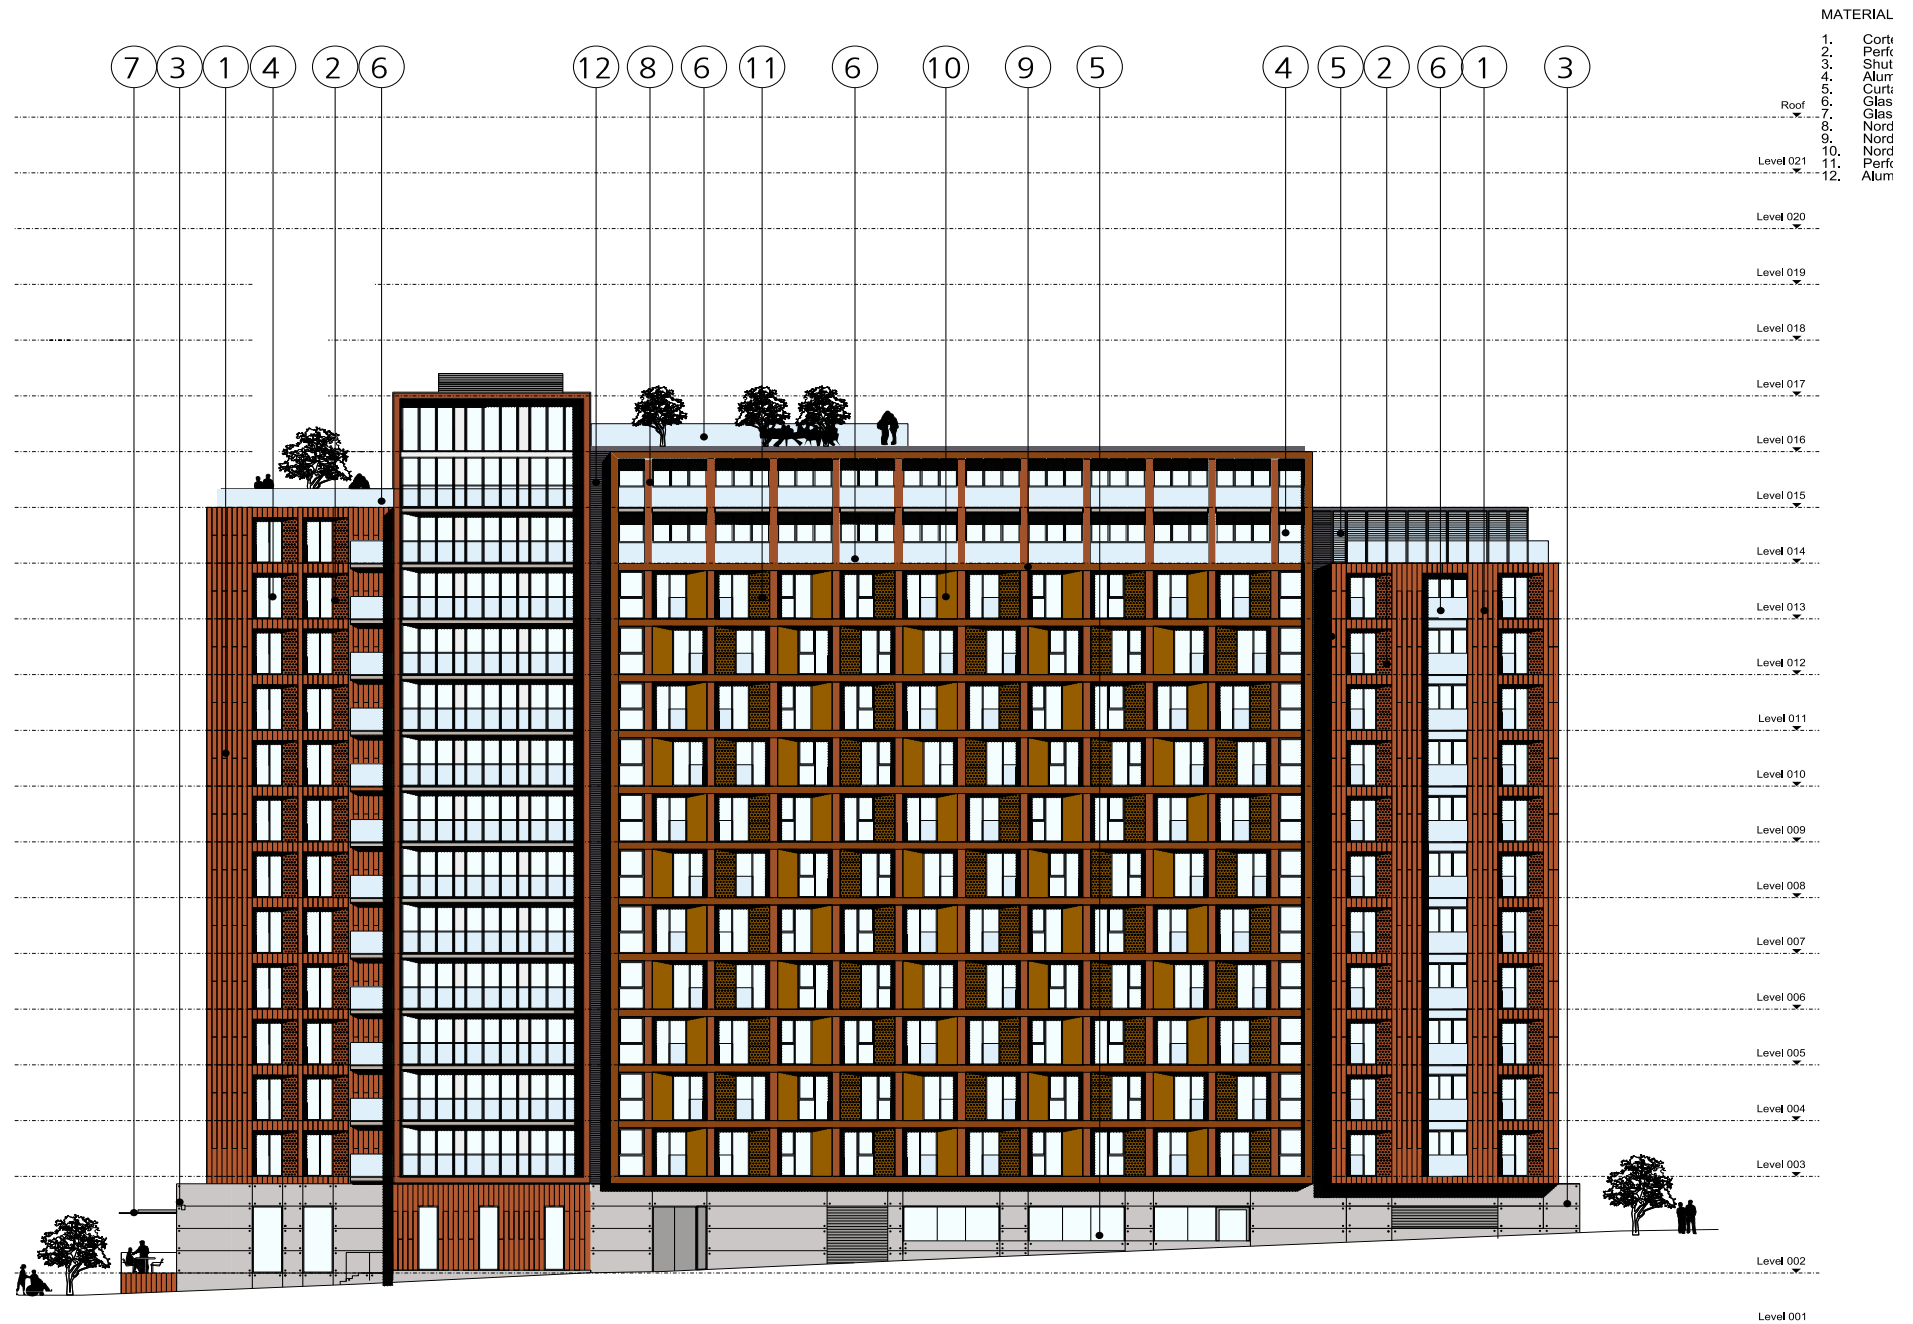 MATERIAL
7 3 1 4 2 6 12 8 6 11 6 10 9 5 4 5 2 6 1 3
1. Corte
2. Perfo
3. Shut
4. Alum
5. Curta
6. Glas
7. Glas
8. Nord
9. Nord
10. Nord
11. Perfo
12. Alum
Roof
Level 021
Level 020
Level 019
Level 018
Level 017
Level 016
Level 015
Level 014
Level 013
Level 012
Level 011
Level 010
Level 009
Level 008
Level 007
Level 006
Level 005
Level 004
Level 003
Level 002
Level 001